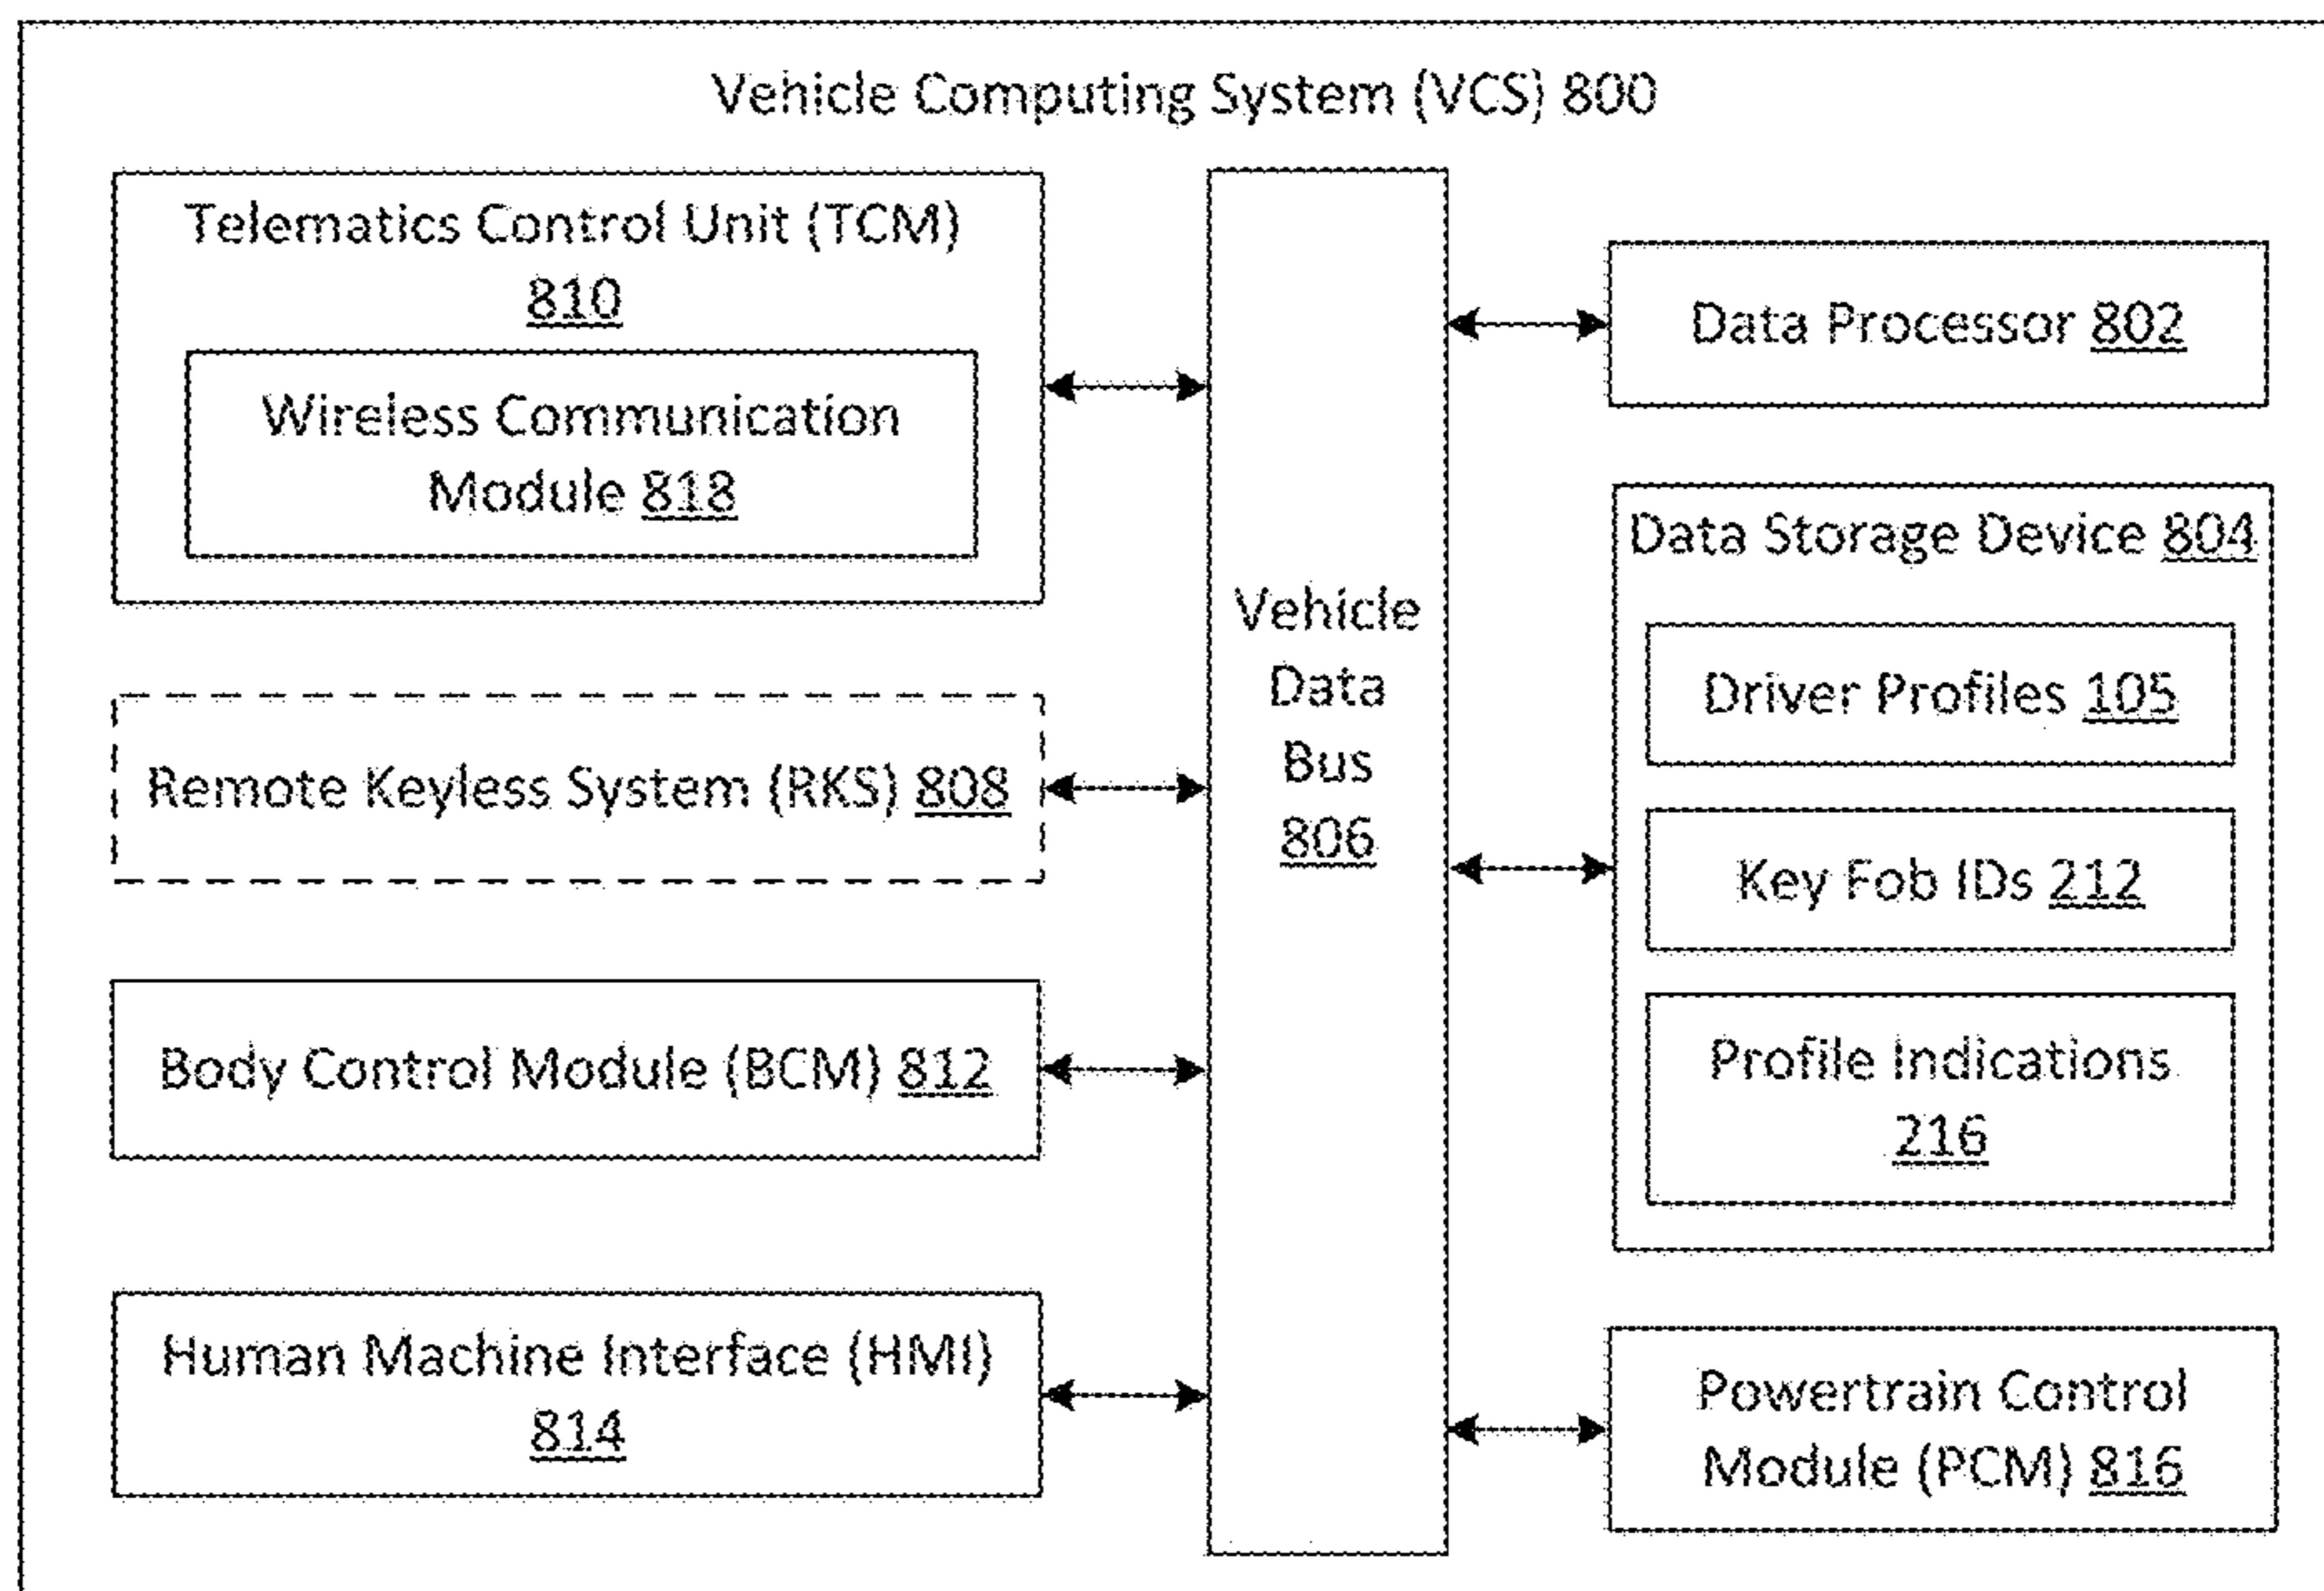 Vehicle Computing System (VCS) 800
Telematics Control Unit (TCM)
810
Wireless Communication
Module 818
Remote Keyless System (RKS) 808
Body Control Module (BCM) 812
Human Machine Interface (HMI)
814
Vehicle
Data
Bus
806
Data Processor 802
Data Storage Device 804
Driver Profiles 105
Key Fob IDs 212
Profile Indications
216
Powertrain Control
Module (PCM) 816